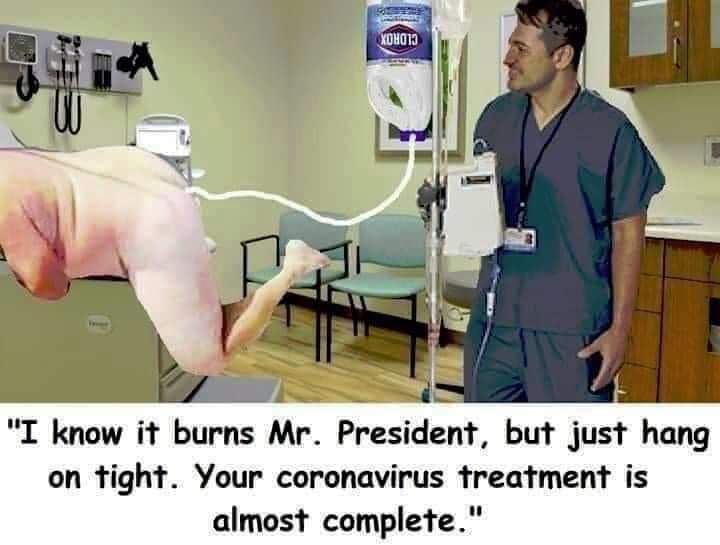 CLOROX
"I know it burns Mr. President, but just hang
on tight. Your coronavirus treatment is
almost complete."